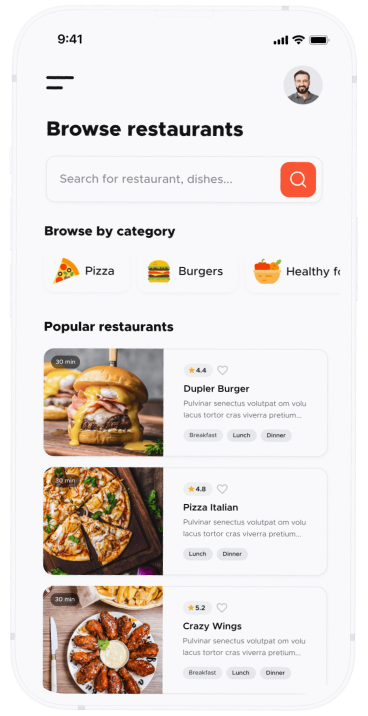 9:41
Browse restaurants
Search for restaurant, dishes...
Browse by category
Pizza
Burgers
Healthy fo
Popular restaurants
30 min
4.4
Dupler Burger
Pulvinar senectus volutpat om volu
lacus tortor cras viverra pretium...
Breakfast Lunch Dinner
30 min
4.8
Pizza Italian
Pulvinar senectus volutpat om volu
lacus tortor cras viverra pretium...
Lunch Dinner
30 min
5.2
Crazy Wings
Pulvinar senectus volutpat om volu
lacus tortor cras viverra pretium...
Breakfast Lunch Dinner